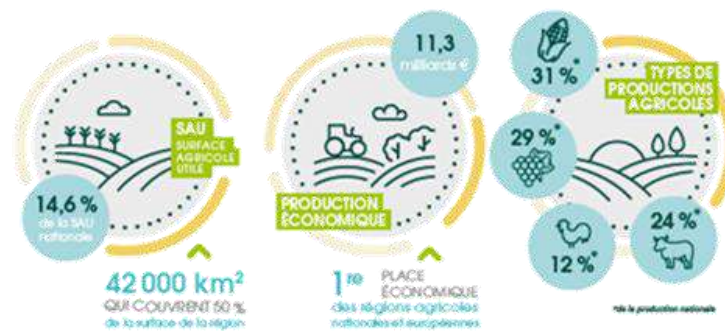 SAU
SURFACE
AGRICOLE
UTILE
14,6 %
de la SAU
nationale
42 000 km²
QUI COUVRENT 50 %
de la surface de la région
11,3
milliards €
PRODUCTION
ÉCONOMIQUE
1re PLACE
ÉCONOMIQUE
des régions agricoles
nationales et européennes
TYPES DE
PRODUCTIONS
AGRICOLES
31 %*
29 %*
12 %*
24 %*
*de la production nationale